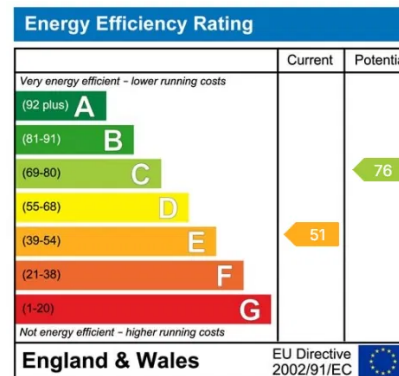 Energy Efficiency Rating
Current Potentia
Very energy efficient – lower running costs
(92 plus) A
(81-91) B
(69-80) C
76
(55-68) D
(39-54) E
51
(21-38) F
(1-20) G
Not energy efficient – higher running costs
England & Wales
EU Directive
2002/91/EC